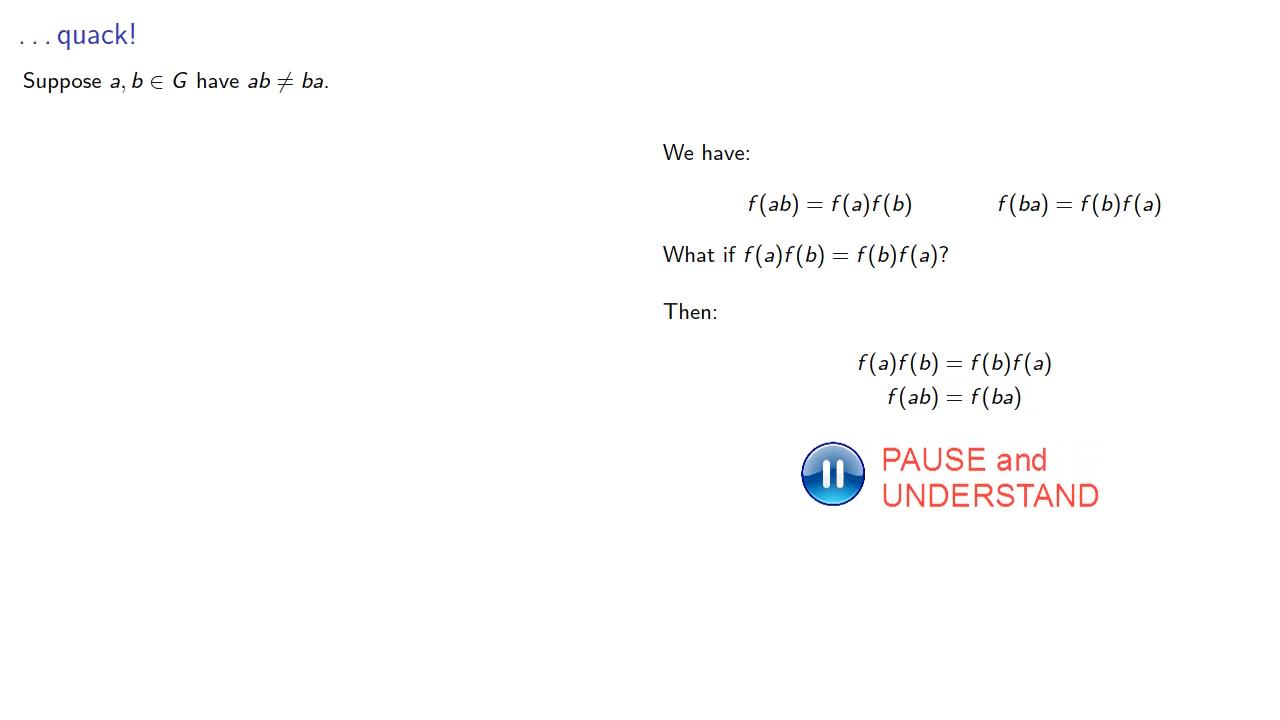 ...quack!
Suppose a, b ∈ G have ab ≠ ba.
We have:
f(ab) = f(a)f(b) f(ba) = f(b)f(a)
What if f(a)f(b) = f(b)f(a)?
Then:
f(a)f(b) = f(b)f(a)
f(ab) = f(ba)
PAUSE and
UNDERSTAND